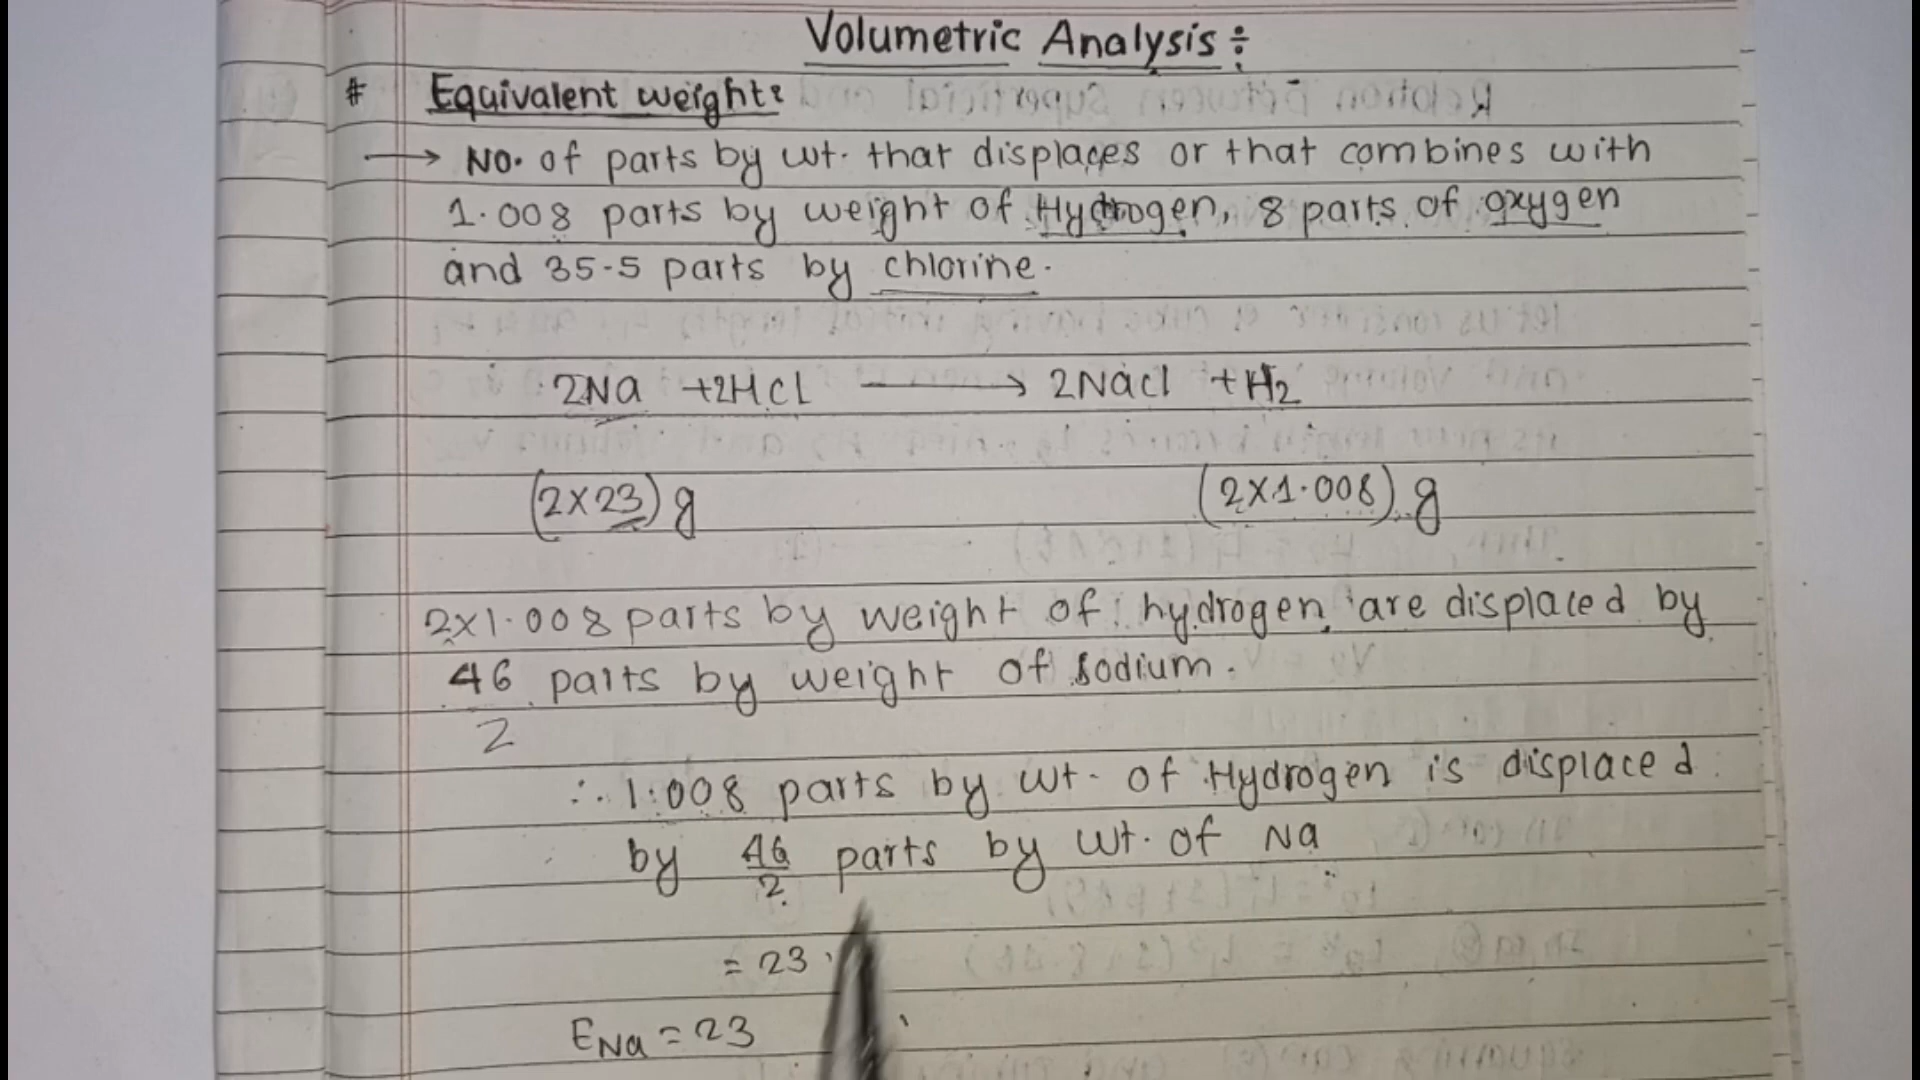 Volumetric Analysis:
# Equivalent weight:
→ No. of parts by wt. that displaces or that combines with
1.008 parts by weight of Hydrogen, 8 parts of oxygen
and 35.5 parts by chlorine.
2Na +2HCl → 2NaCl +H2
(2×23) g (2×1.008) g
2×1.008 parts by weight of hydrogen are displaced by
46 parts by weight of sodium.
2
∴ 1.008 parts by wt. of Hydrogen is displaced
by 46/2 parts by wt. of Na
= 23
ENa = 23